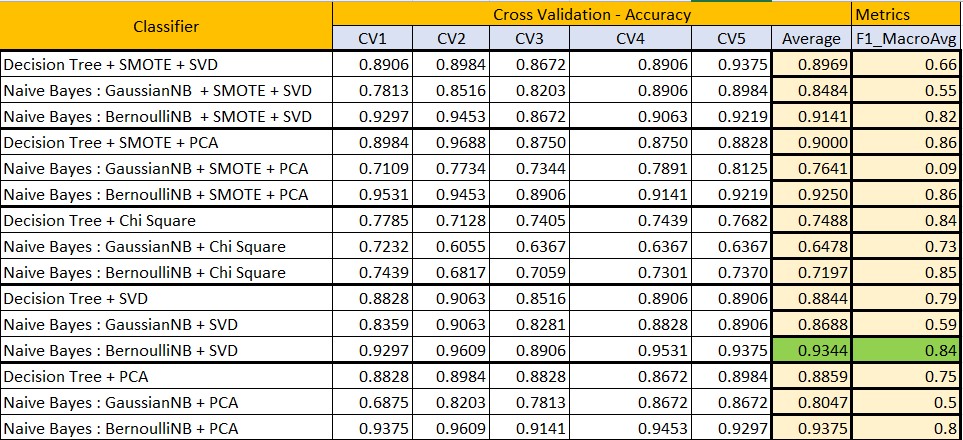 Classifier Cross Validation - Accuracy Metrics
CV1 CV2 CV3 CV4 CV5 Average F1_MacroAvg
Decision Tree + SMOTE + SVD 0.8906 0.8984 0.8672 0.8906 0.9375 0.8969 0.66
Naive Bayes : GaussianNB + SMOTE + SVD 0.7813 0.8516 0.8203 0.8906 0.8984 0.8484 0.55
Naive Bayes : BernoulliNB + SMOTE + SVD 0.9297 0.9453 0.8672 0.9063 0.9219 0.9141 0.82
Decision Tree + SMOTE + PCA 0.8984 0.9688 0.8750 0.8750 0.8828 0.9000 0.86
Naive Bayes : GaussianNB + SMOTE + PCA 0.7109 0.7734 0.7344 0.7891 0.8125 0.7641 0.09
Naive Bayes : BernoulliNB + SMOTE + PCA 0.9531 0.9453 0.8906 0.9141 0.9219 0.9250 0.86
Decision Tree + Chi Square 0.7785 0.7128 0.7405 0.7439 0.7682 0.7488 0.84
Naive Bayes : GaussianNB + Chi Square 0.7232 0.6055 0.6367 0.6367 0.6367 0.6478 0.73
Naive Bayes : BernoulliNB + Chi Square 0.7439 0.6817 0.7059 0.7301 0.7370 0.7197 0.85
Decision Tree + SVD 0.8828 0.9063 0.8516 0.8906 0.8906 0.8844 0.79
Naive Bayes : GaussianNB + SVD 0.8359 0.9063 0.8281 0.8828 0.8906 0.8688 0.59
Naive Bayes : BernoulliNB + SVD 0.9297 0.9609 0.8906 0.9531 0.9375 0.9344 0.84
Decision Tree + PCA 0.8828 0.8984 0.8828 0.8672 0.8984 0.8859 0.75
Naive Bayes : GaussianNB + PCA 0.6875 0.8203 0.7813 0.8672 0.8672 0.8047 0.5
Naive Bayes : BernoulliNB + PCA 0.9375 0.9609 0.9141 0.9453 0.9297 0.9375 0.8